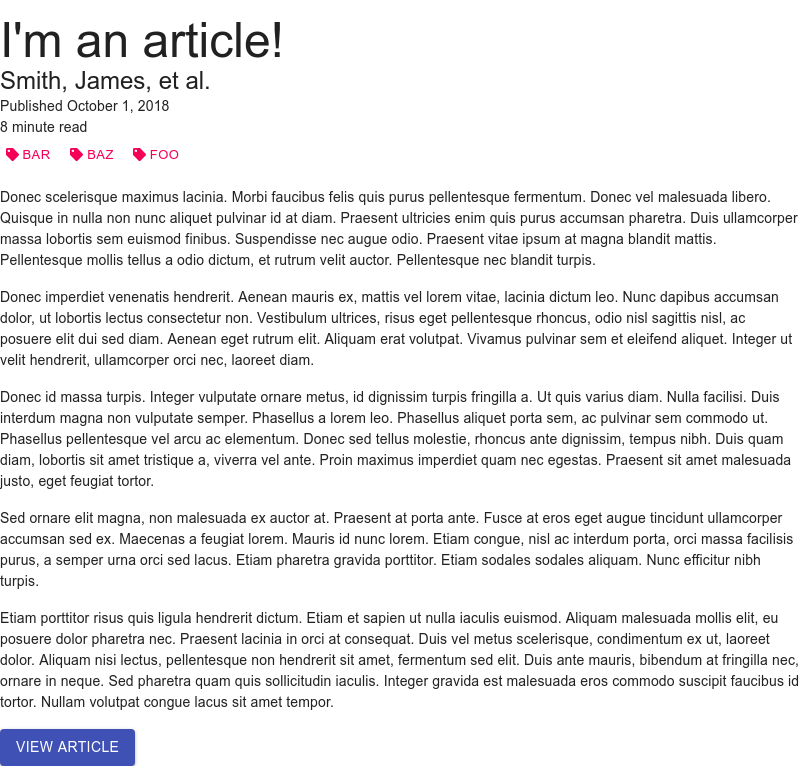 I'm an article!
Smith, James, et al.
Published October 1, 2018
8 minute read
BAR BAZ FOO
Donec scelerisque maximus lacinia. Morbi faucibus felis quis purus pellentesque fermentum. Donec vel malesuada libero.
Quisque in nulla non nunc aliquet pulvinar id at diam. Praesent ultricies enim quis purus accumsan pharetra. Duis ullamcorper
massa lobortis sem euismod finibus. Suspendisse nec augue odio. Praesent vitae ipsum at magna blandit mattis.
Pellentesque mollis tellus a odio dictum, et rutrum velit auctor. Pellentesque nec blandit turpis.
Donec imperdiet venenatis hendrerit. Aenean mauris ex, mattis vel lorem vitae, lacinia dictum leo. Nunc dapibus accumsan
dolor, ut lobortis lectus consectetur non. Vestibulum ultrices, risus eget pellentesque rhoncus, odio nisl sagittis nisl, ac
posuere elit dui sed diam. Aenean eget rutrum elit. Aliquam erat volutpat. Vivamus pulvinar sem et eleifend aliquet. Integer ut
velit hendrerit, ullamcorper orci nec, laoreet diam.
Donec id massa turpis. Integer vulputate ornare metus, id dignissim turpis fringilla a. Ut quis varius diam. Nulla facilisi. Duis
interdum magna non vulputate semper. Phasellus a lorem leo. Phasellus aliquet porta sem, ac pulvinar sem commodo ut.
Phasellus pellentesque vel arcu ac elementum. Donec sed tellus molestie, rhoncus ante dignissim, tempus nibh. Duis quam
diam, lobortis sit amet tristique a, viverra vel ante. Proin maximus imperdiet quam nec egestas. Praesent sit amet malesuada
justo, eget feugiat tortor.
Sed ornare elit magna, non malesuada ex auctor at. Praesent at porta ante. Fusce at eros eget augue tincidunt ullamcorper
accumsan sed ex. Maecenas a feugiat lorem. Mauris id nunc lorem. Etiam congue, nisl ac interdum porta, orci massa facilisis
purus, a semper urna orci sed lacus. Etiam pharetra gravida porttitor. Etiam sodales sodales aliquam. Nunc efficitur nibh
turpis.
Etiam porttitor risus quis ligula hendrerit dictum. Etiam et sapien ut nulla iaculis euismod. Aliquam malesuada mollis elit, eu
posuere dolor pharetra nec. Praesent lacinia in orci at consequat. Duis vel metus scelerisque, condimentum ex ut, laoreet
dolor. Aliquam nisi lectus, pellentesque non hendrerit sit amet, fermentum sed elit. Duis ante mauris, bibendum at fringilla nec,
ornare in neque. Sed pharetra quam quis sollicitudin iaculis. Integer gravida est malesuada eros commodo suscipit faucibus id
tortor. Nullam volutpat congue lacus sit amet tempor.
VIEW ARTICLE